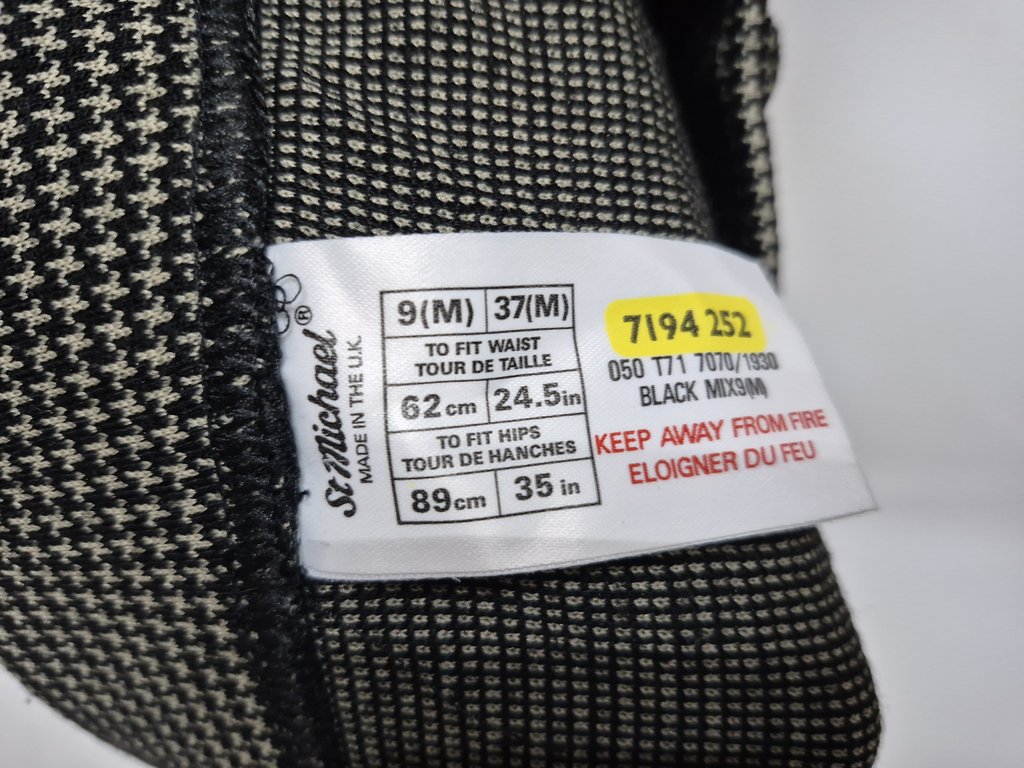 St Michael®
MADE IN THE U.K.
9(M) 37(M)
TO FIT WAIST
TOUR DE TAILLE
62cm 24.5in
TO FIT HIPS
TOUR DE HANCHES
89cm 35 in
7194 252
050 T71 7070/1930
BLACK MIX9(M)
KEEP AWAY FROM FIRE
ELOIGNER DU FEU